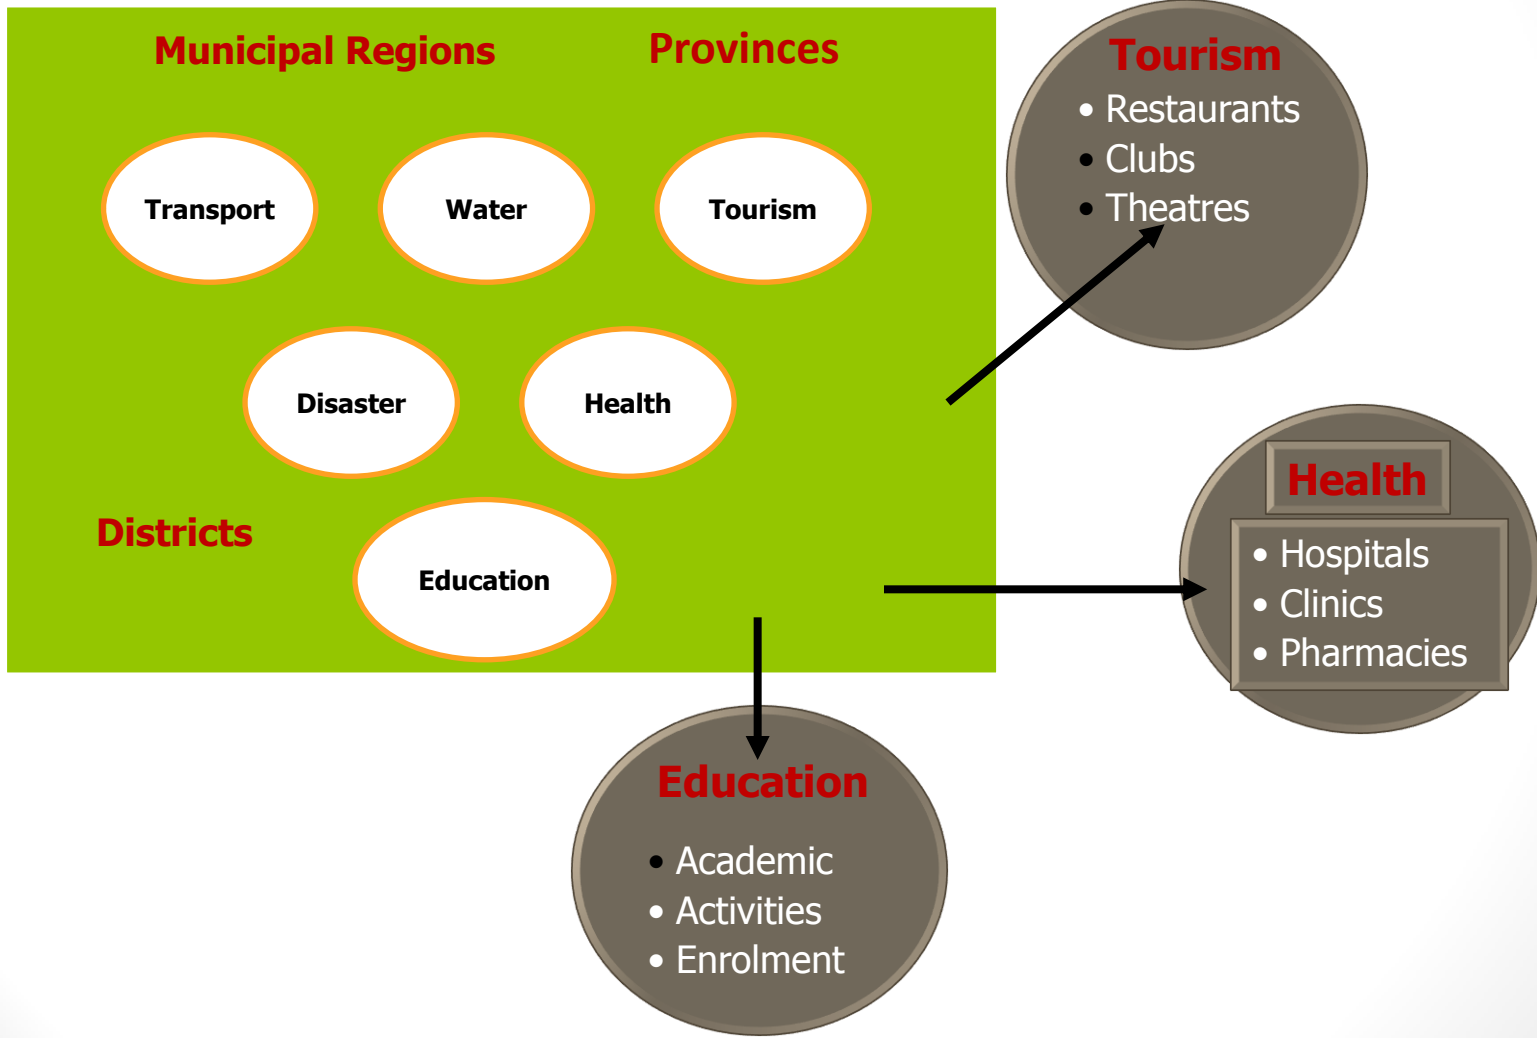 Municipal Regions
Provinces
Transport
Water
Tourism
Disaster
Health
Districts
Education
Tourism
• Restaurants
• Clubs
• Theatres
Health
• Hospitals
• Clinics
• Pharmacies
Education
• Academic
• Activities
• Enrolment